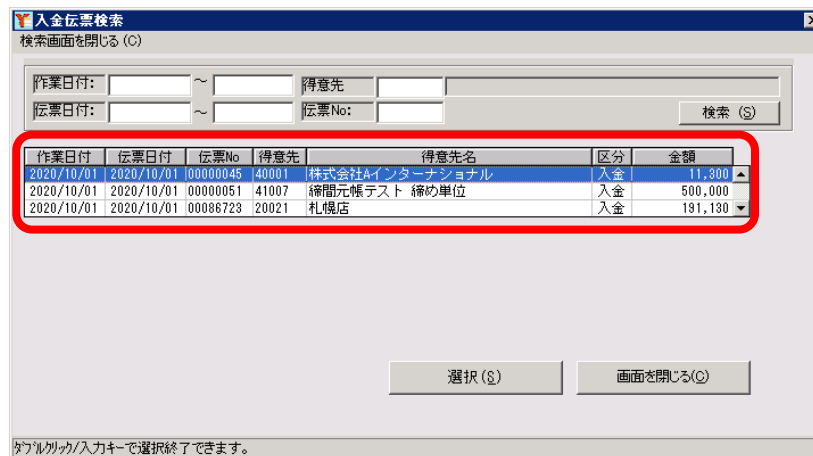 入金伝票検索
検索画面を閉じる(C)
作業日付: ～ 得意先
伝票日付: ～ 伝票No: 検索 (S)
作業日付 伝票日付 伝票No 得意先 得意先名 区分 金額
2020/10/01 2020/10/01 00000045 40001 株式会社Aインターナショナル 入金 11,300
2020/10/01 2020/10/01 00000051 41007 締間元帳テスト 締め単位 入金 500,000
2020/10/01 2020/10/01 00086723 20021 札幌店 入金 191,130
選択(S) 画面を閉じる(C)
ﾀﾞﾌﾞﾙｸﾘｯｸ/入力キーで選択終了できます。